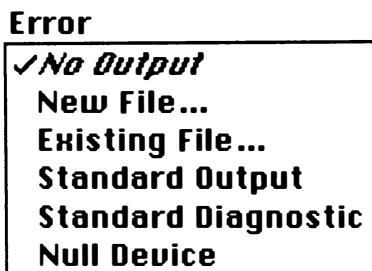 Error
✓No Output
New File...
Existing File...
Standard Output
Standard Diagnostic
Null Device